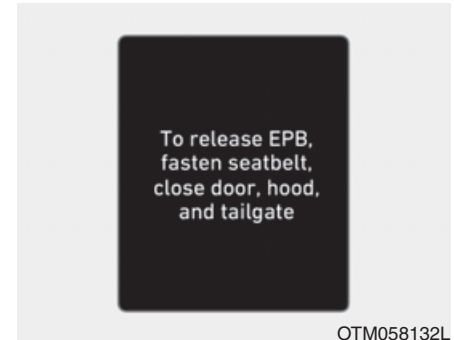 To release EPB,
fasten seatbelt,
close door, hood,
and tailgate
OTM058132L